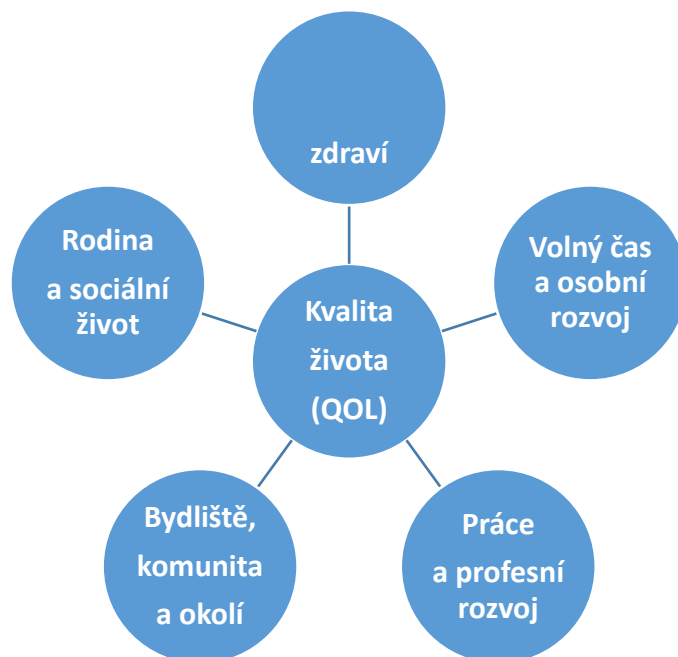 zdraví
Rodina
a sociální
život
Volný čas
a osobní
rozvoj
Kvalita
života
(QOL)
Bydliště,
komunita
a okolí
Práce
a profesní
rozvoj